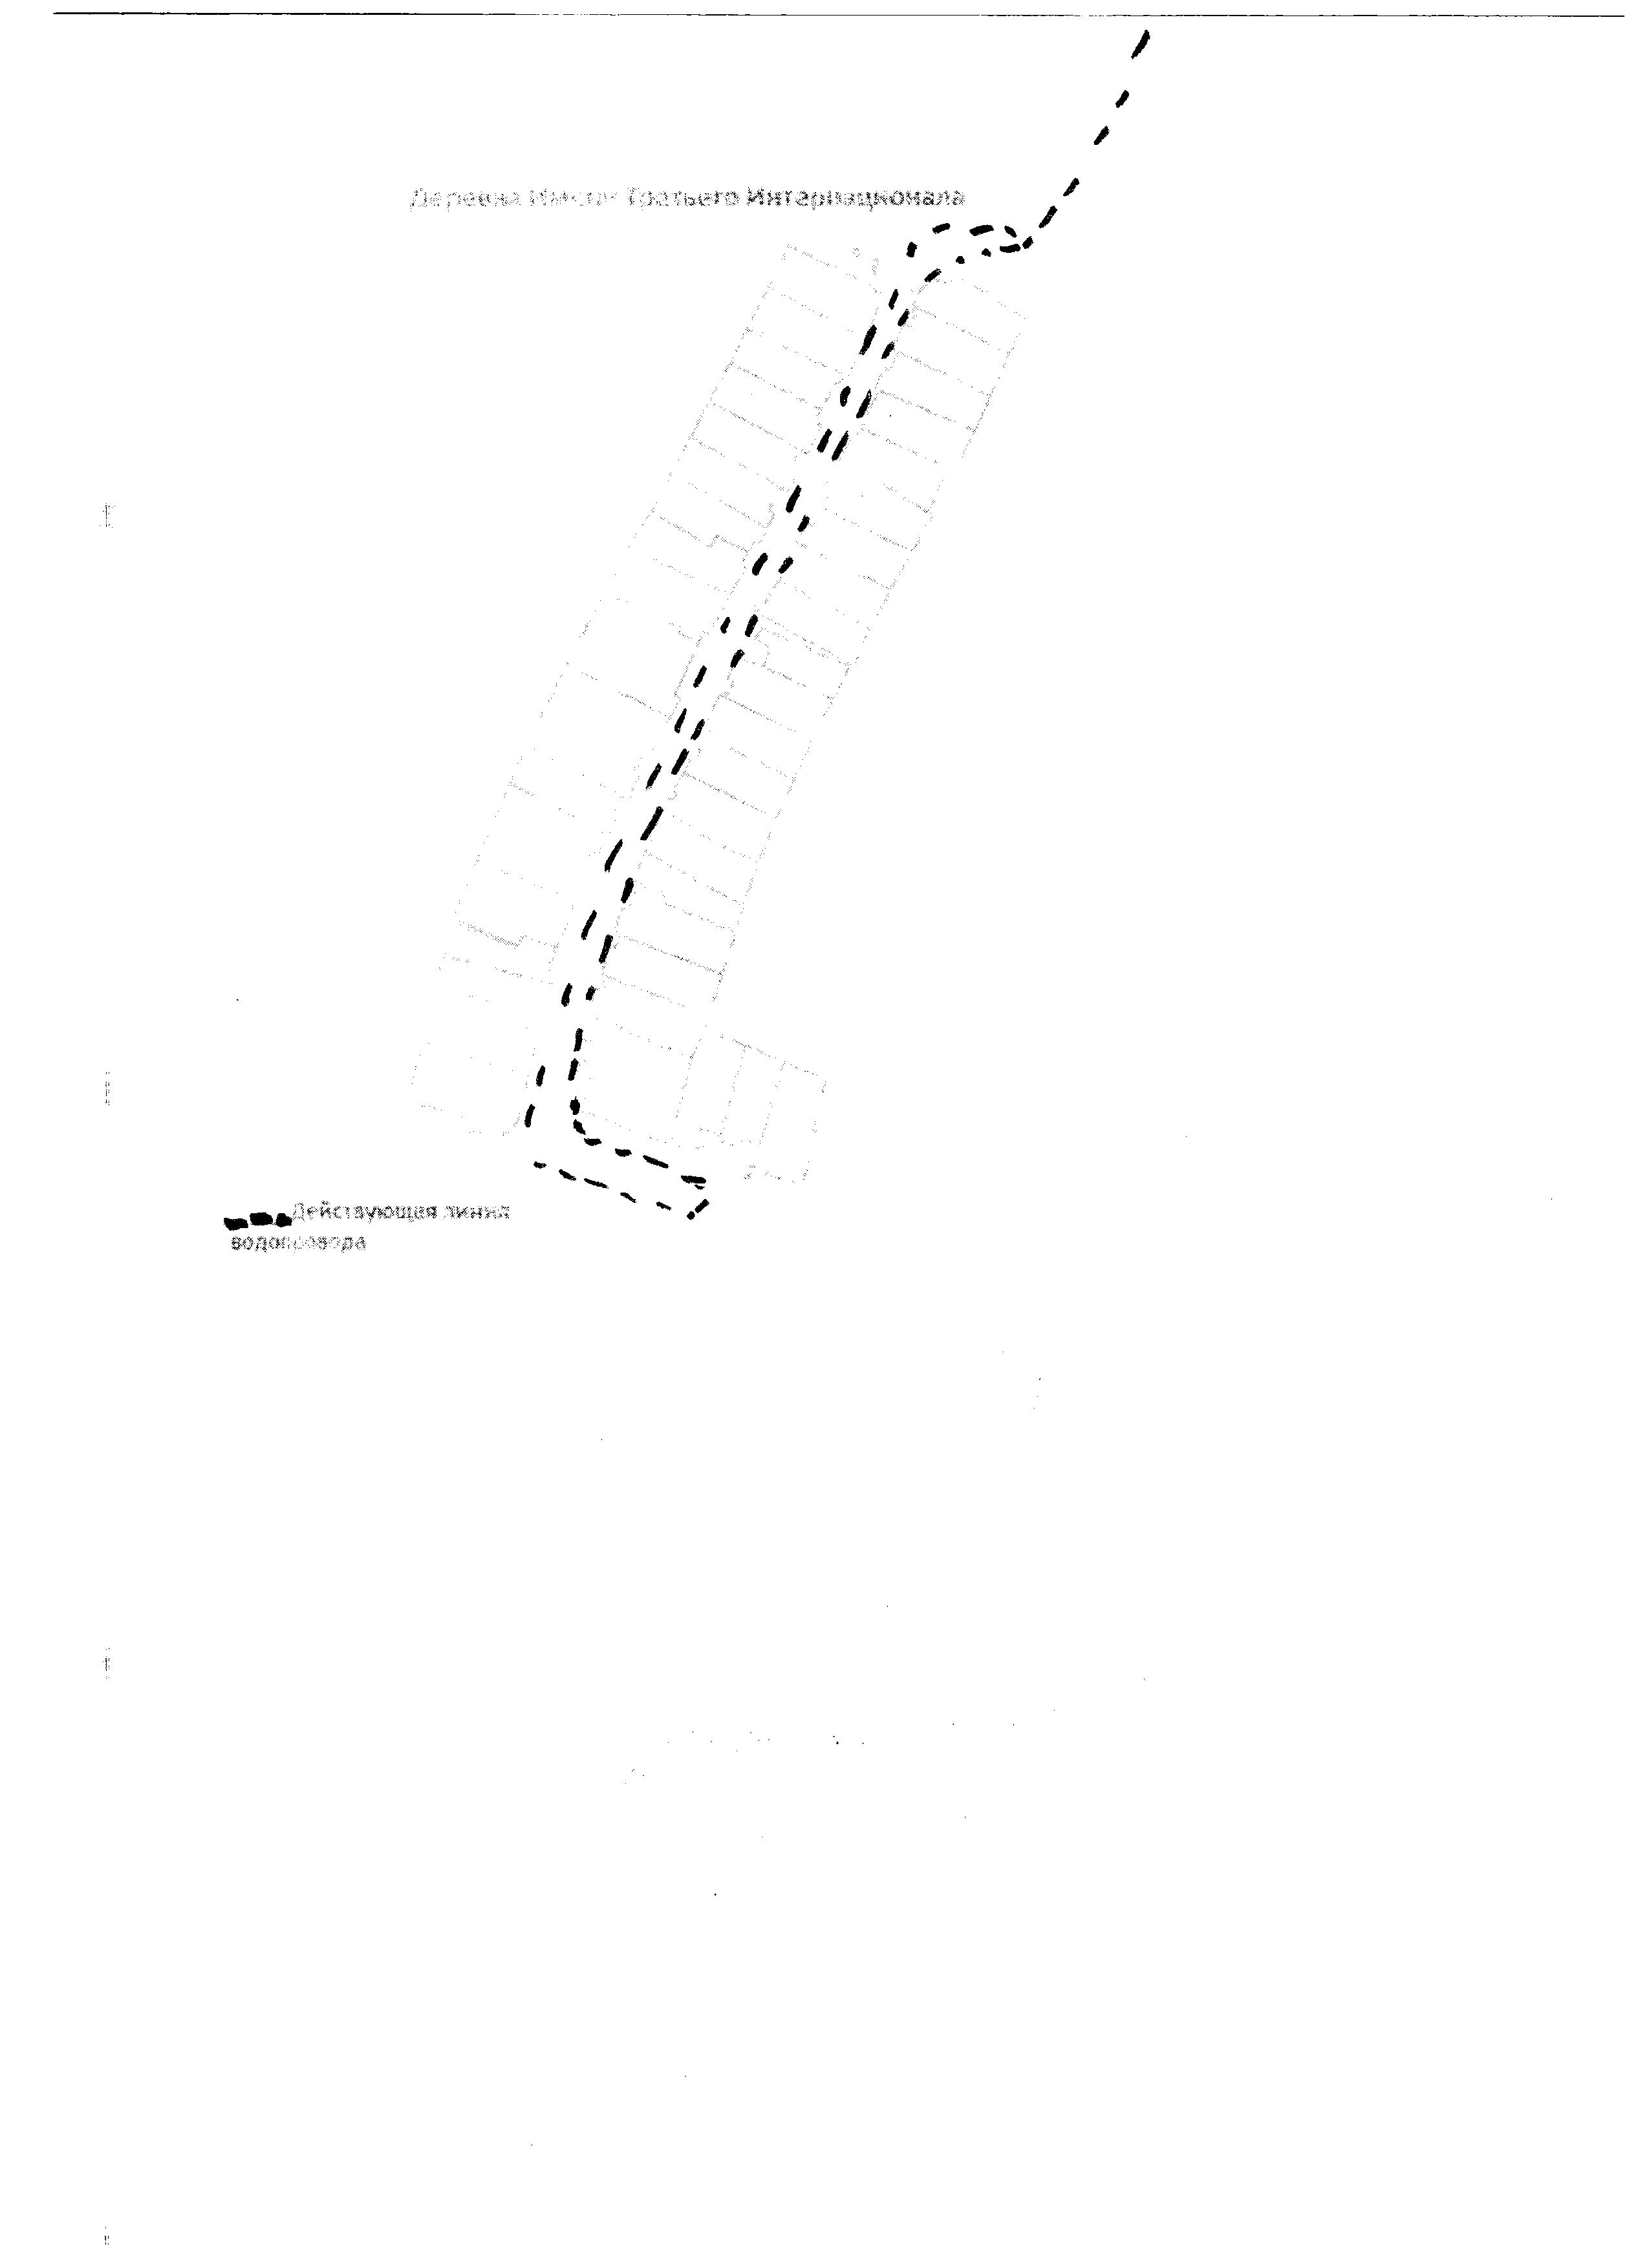 Деревня Имени Третьего Интернационала
Действующая линия
водопровода